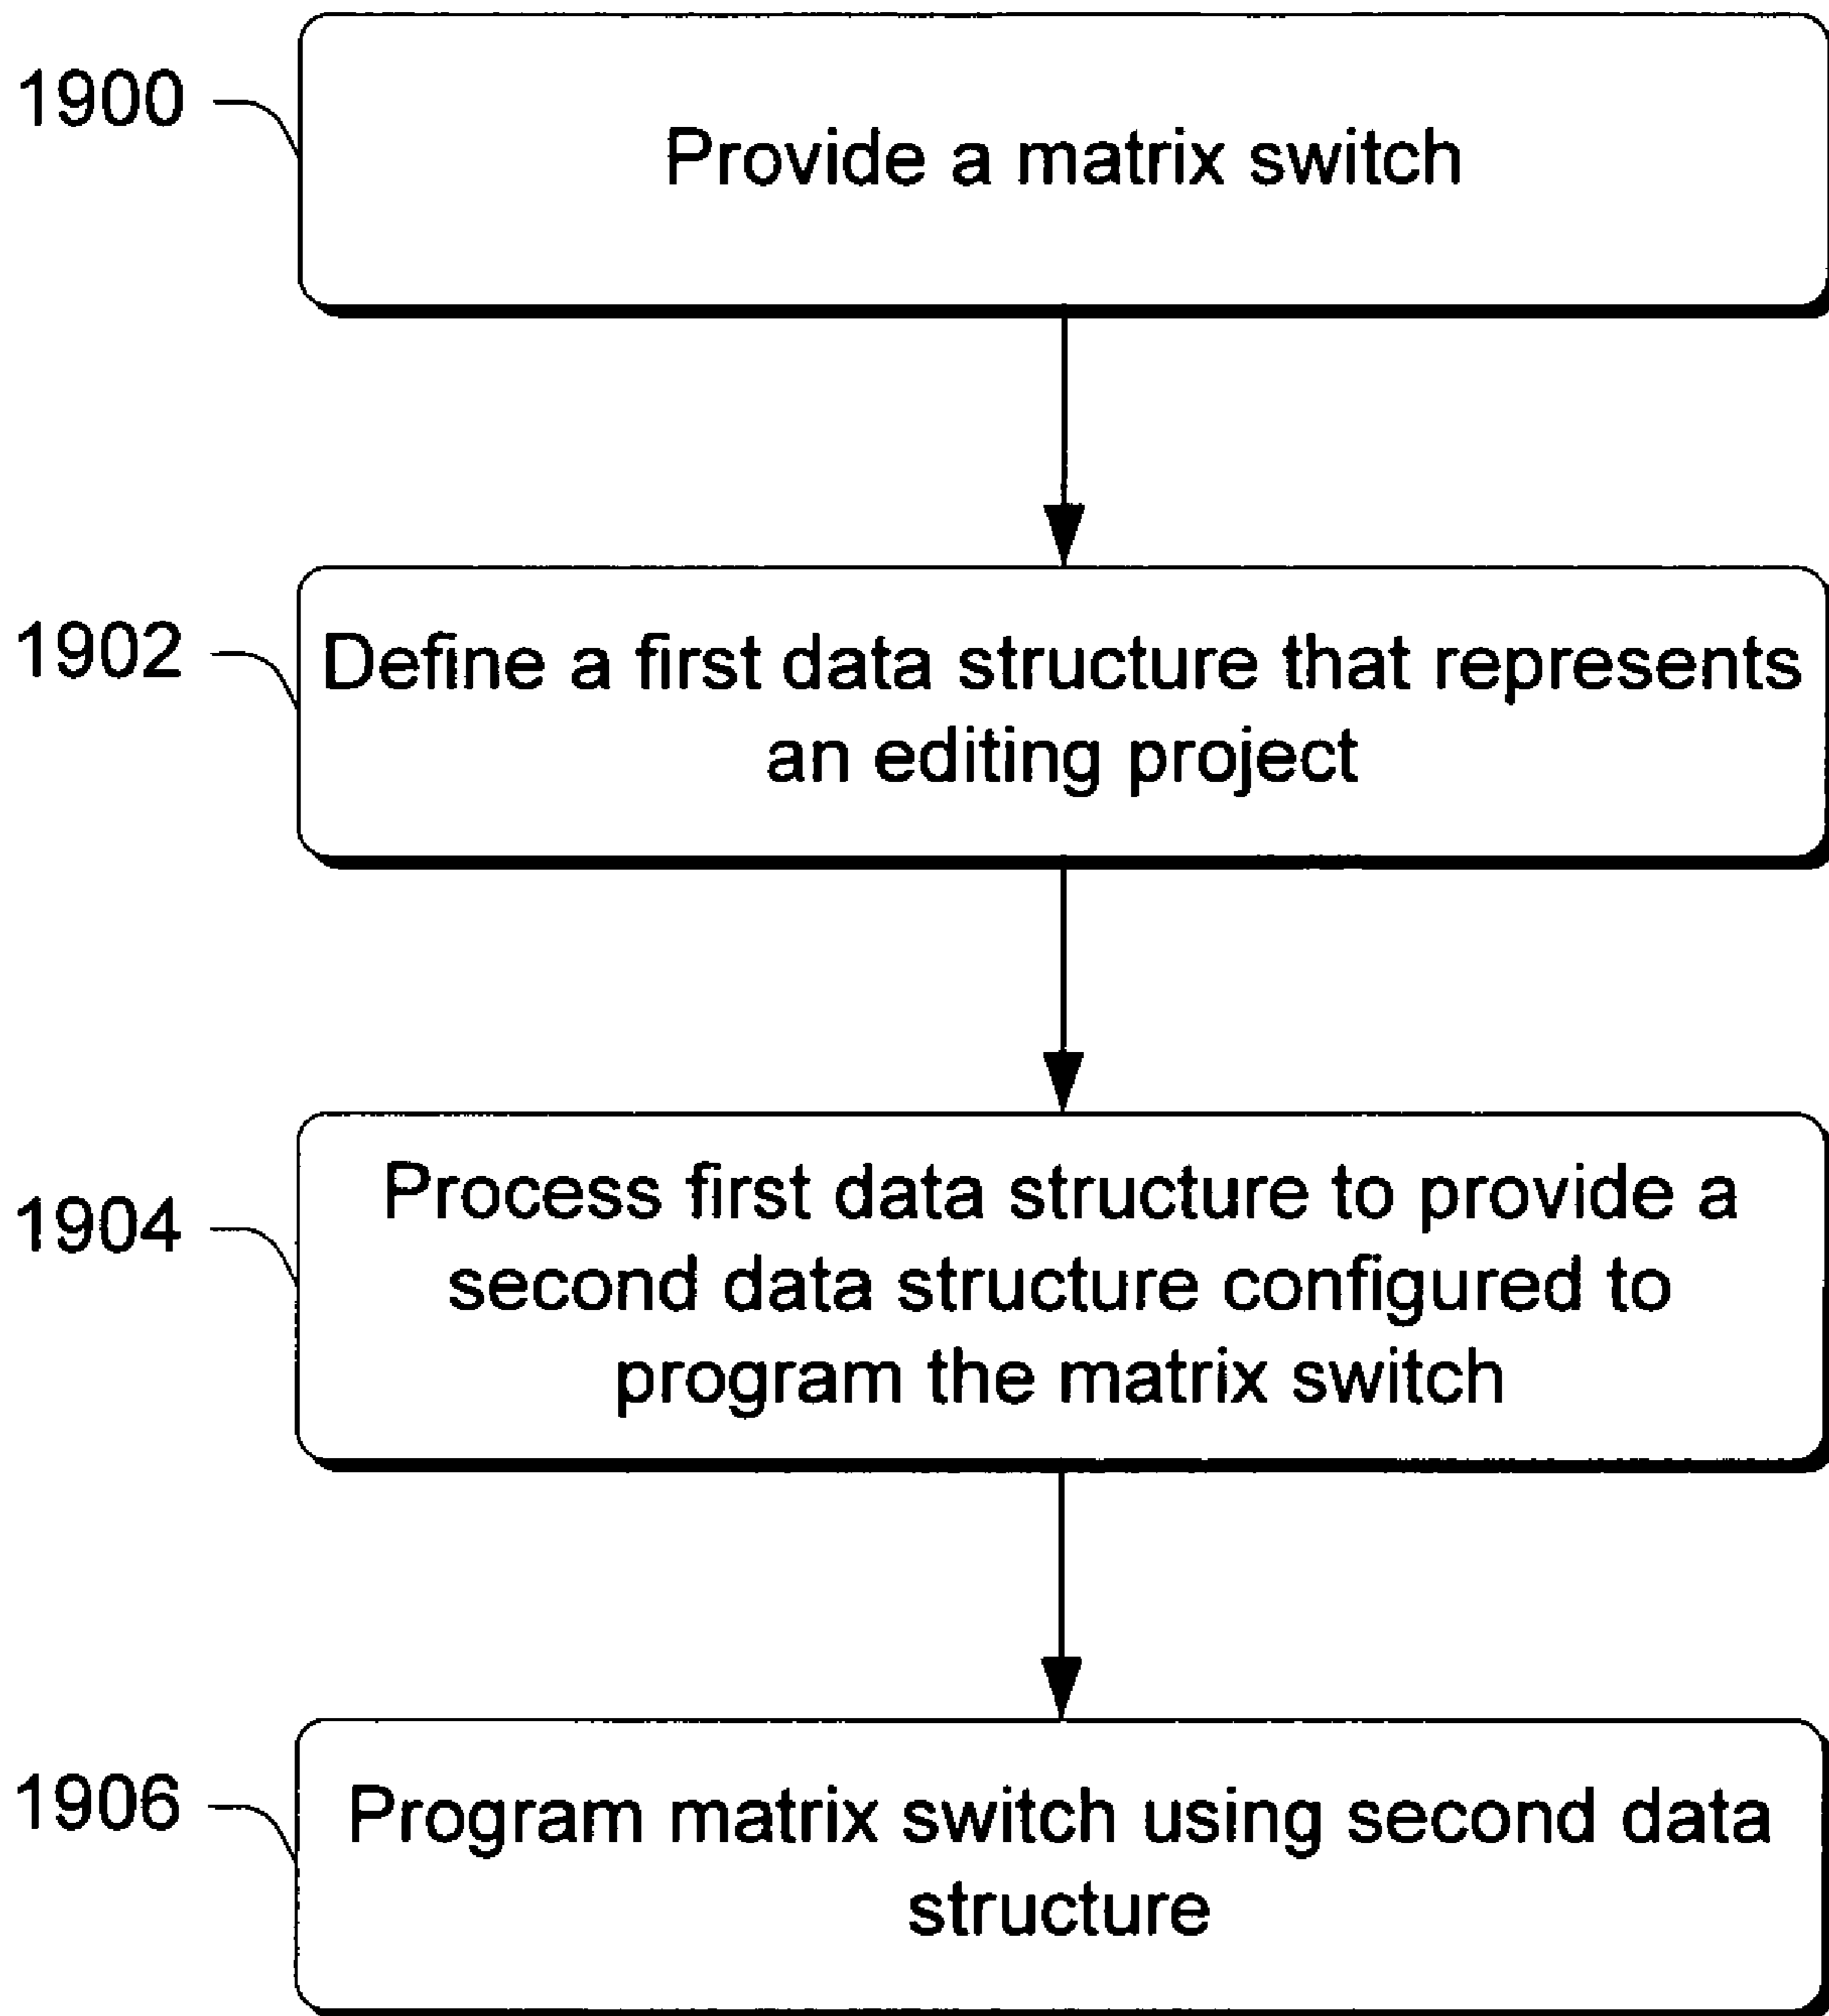 1900
Provide a matrix switch
1902
Define a first data structure that represents
an editing project
1904
Process first data structure to provide a
second data structure configured to
program the matrix switch
1906
Program matrix switch using second data
structure